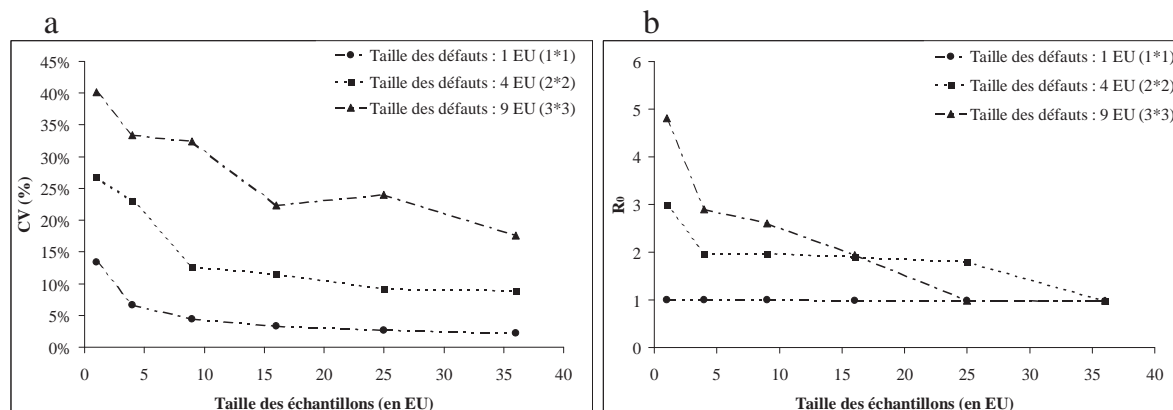 a
45%
40%
35%
30%
25%
20%
15%
10%
5%
0%
CV (%)
0 5 10 15 20 25 30 35 40
Taille des échantillons (en EU)
Taille des défauts : 1 EU (1*1)
Taille des défauts : 4 EU (2*2)
Taille des défauts : 9 EU (3*3)
b
6
5
4
3
2
1
0
R0
0 5 10 15 20 25 30 35 40
Taille des échantillons (en EU)
Taille des défauts : 1 EU (1*1)
Taille des défauts : 4 EU (2*2)
Taille des défauts : 9 EU (3*3)